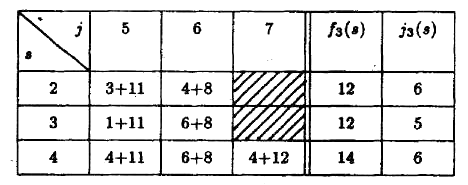 s j 5 6 7 f₃(s) j₃(s)
2 3+11 4+8 12 6
3 1+11 6+8 12 5
4 4+11 6+8 4+12 14 6